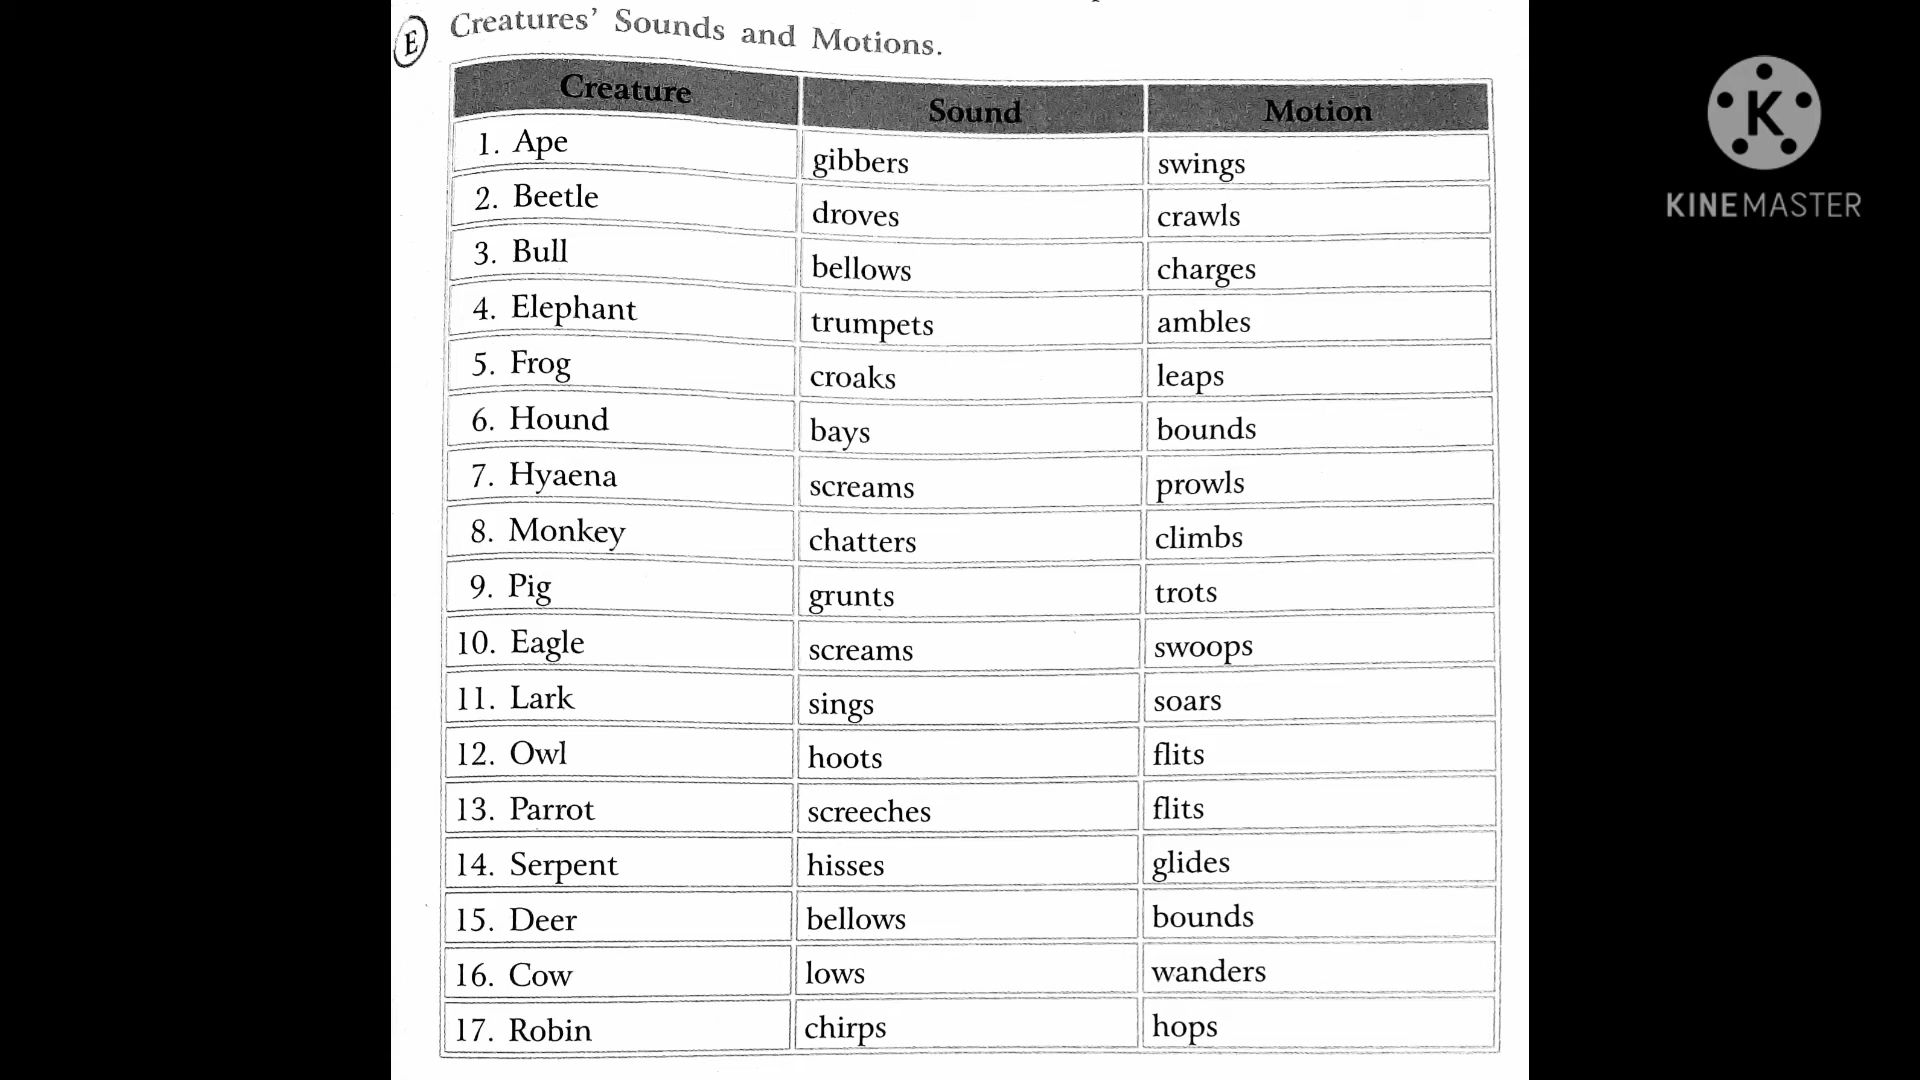 E Creatures' Sounds and Motions.
Creature Sound Motion
1. Ape gibbers swings
2. Beetle droves crawls
3. Bull bellows charges
4. Elephant trumpets ambles
5. Frog croaks leaps
6. Hound bays bounds
7. Hyaena screams prowls
8. Monkey chatters climbs
9. Pig grunts trots
10. Eagle screams swoops
11. Lark sings soars
12. Owl hoots flits
13. Parrot screeches flits
14. Serpent hisses glides
15. Deer bellows bounds
16. Cow lows wanders
17. Robin chirps hops
K
KINEMASTER